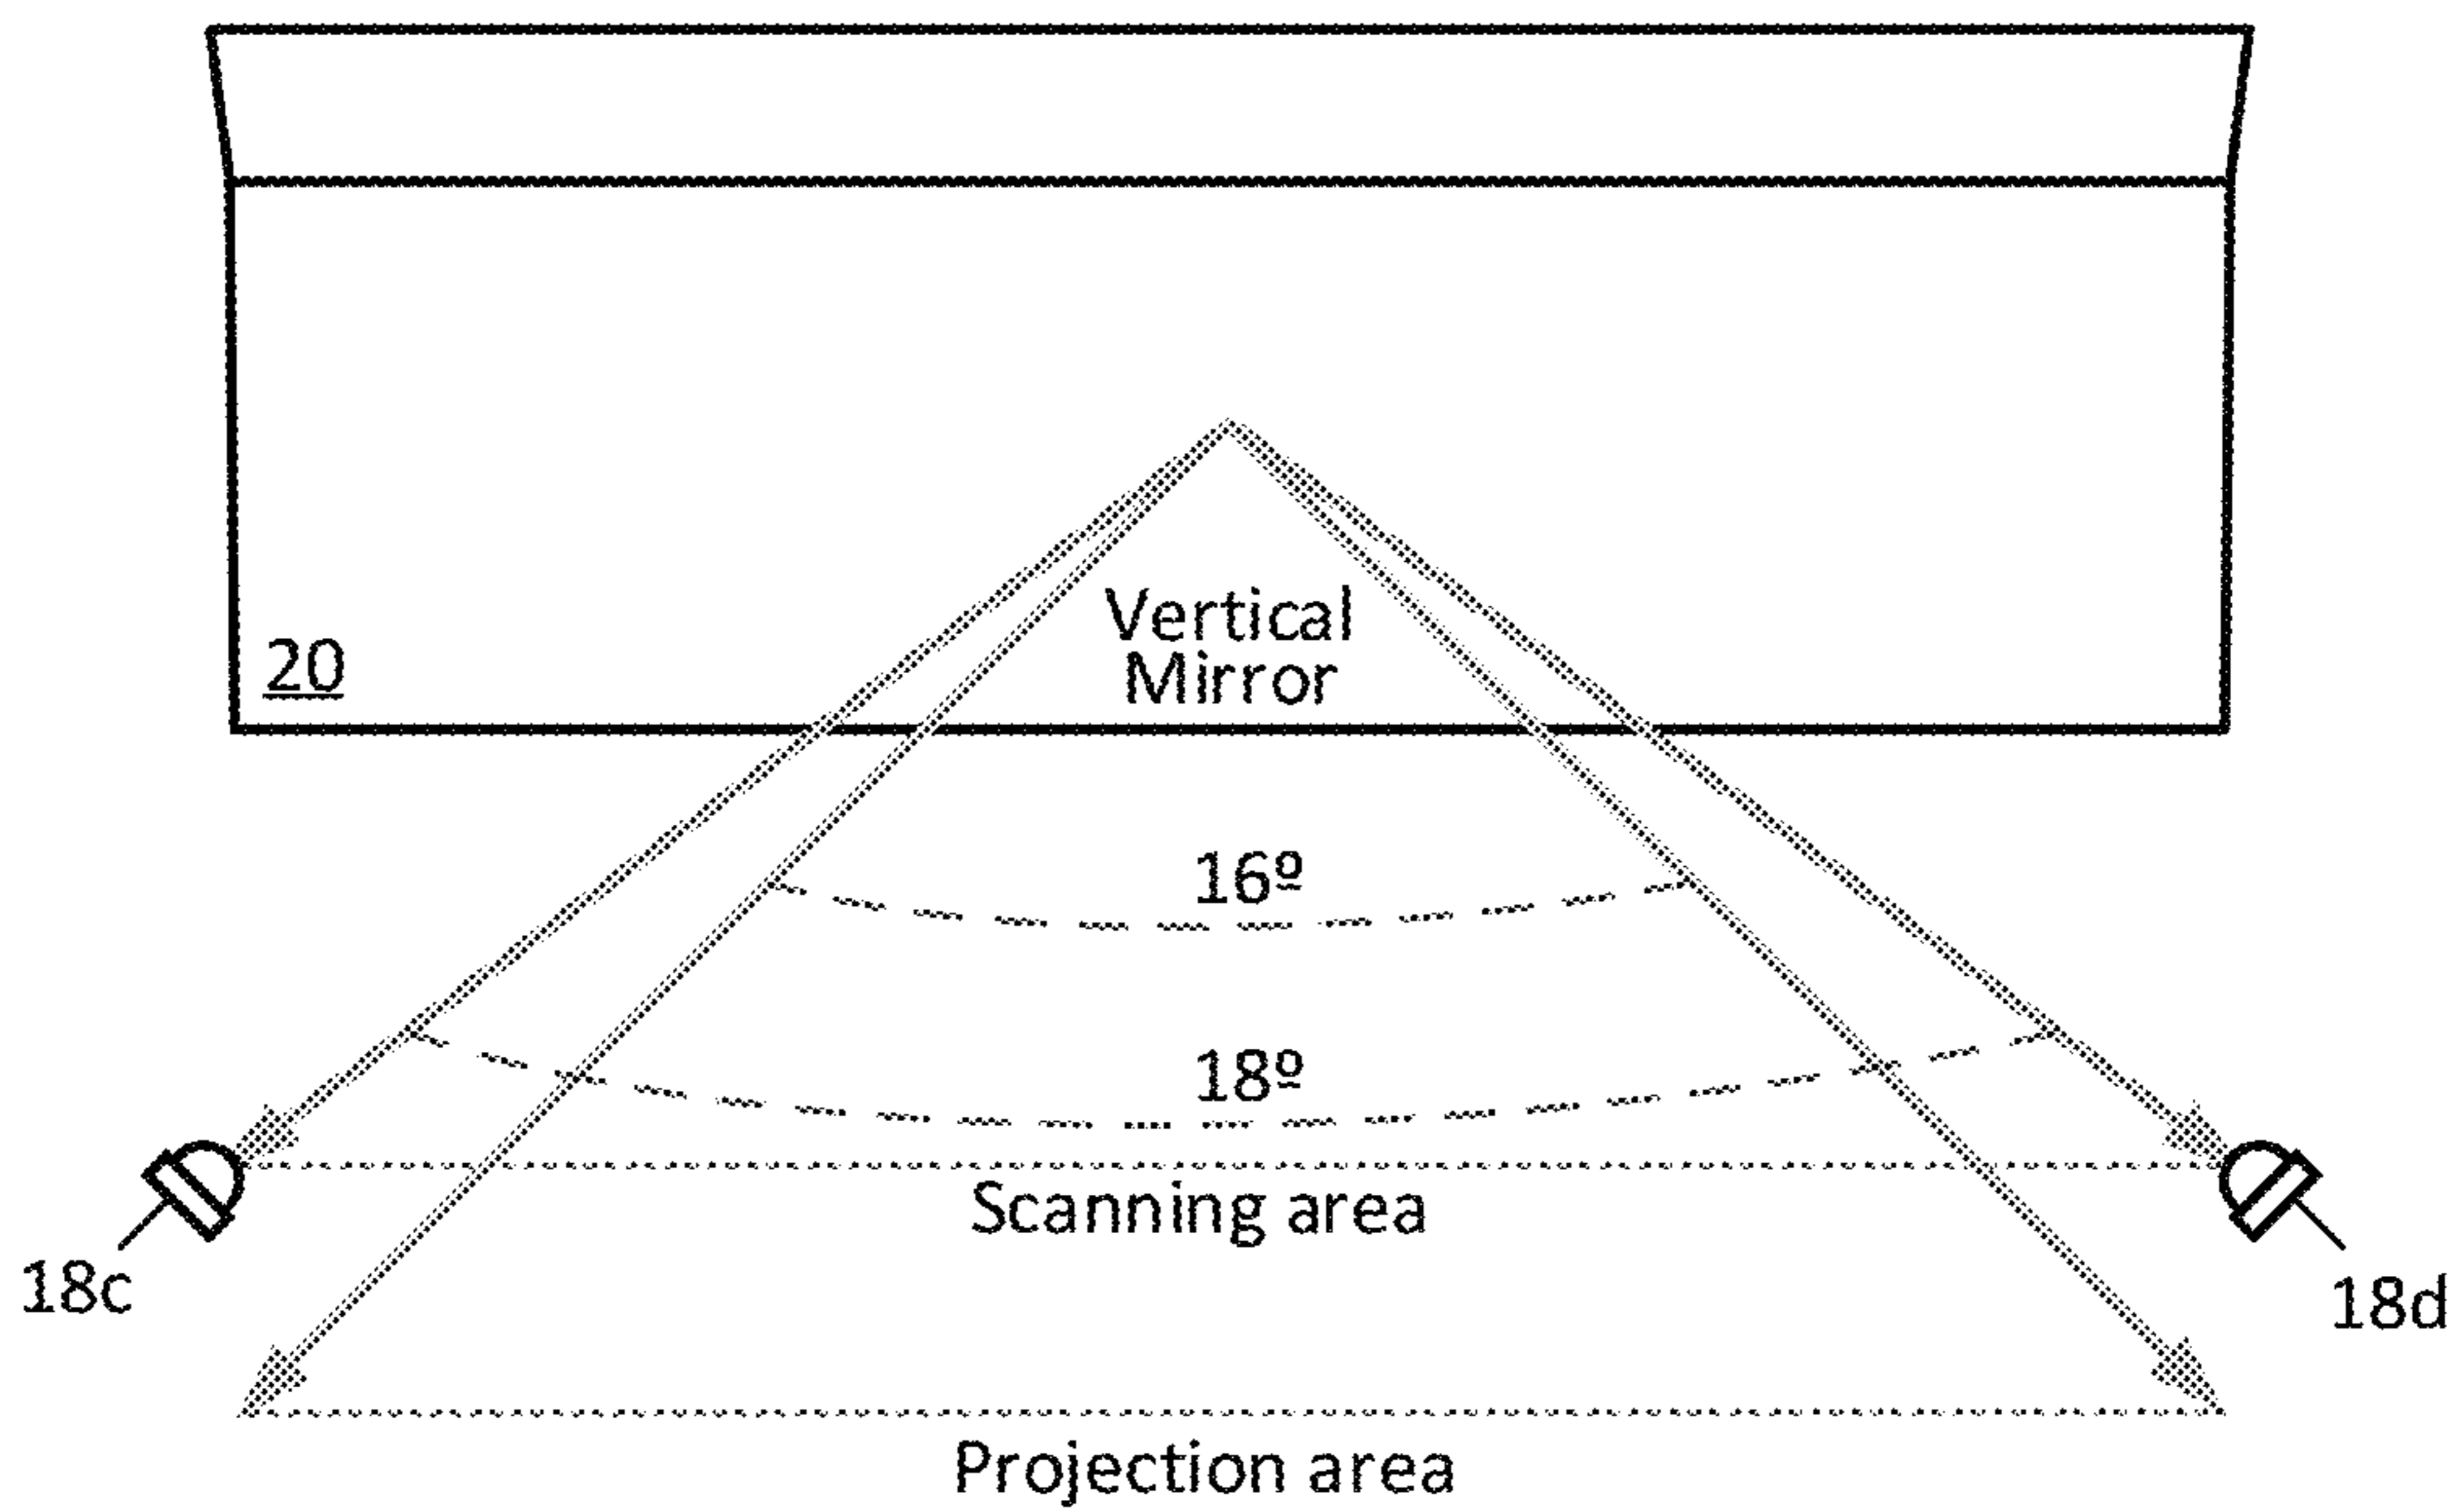 Vertical
Mirror
20
16º
18º
Scanning area
18c
18d
Projection area